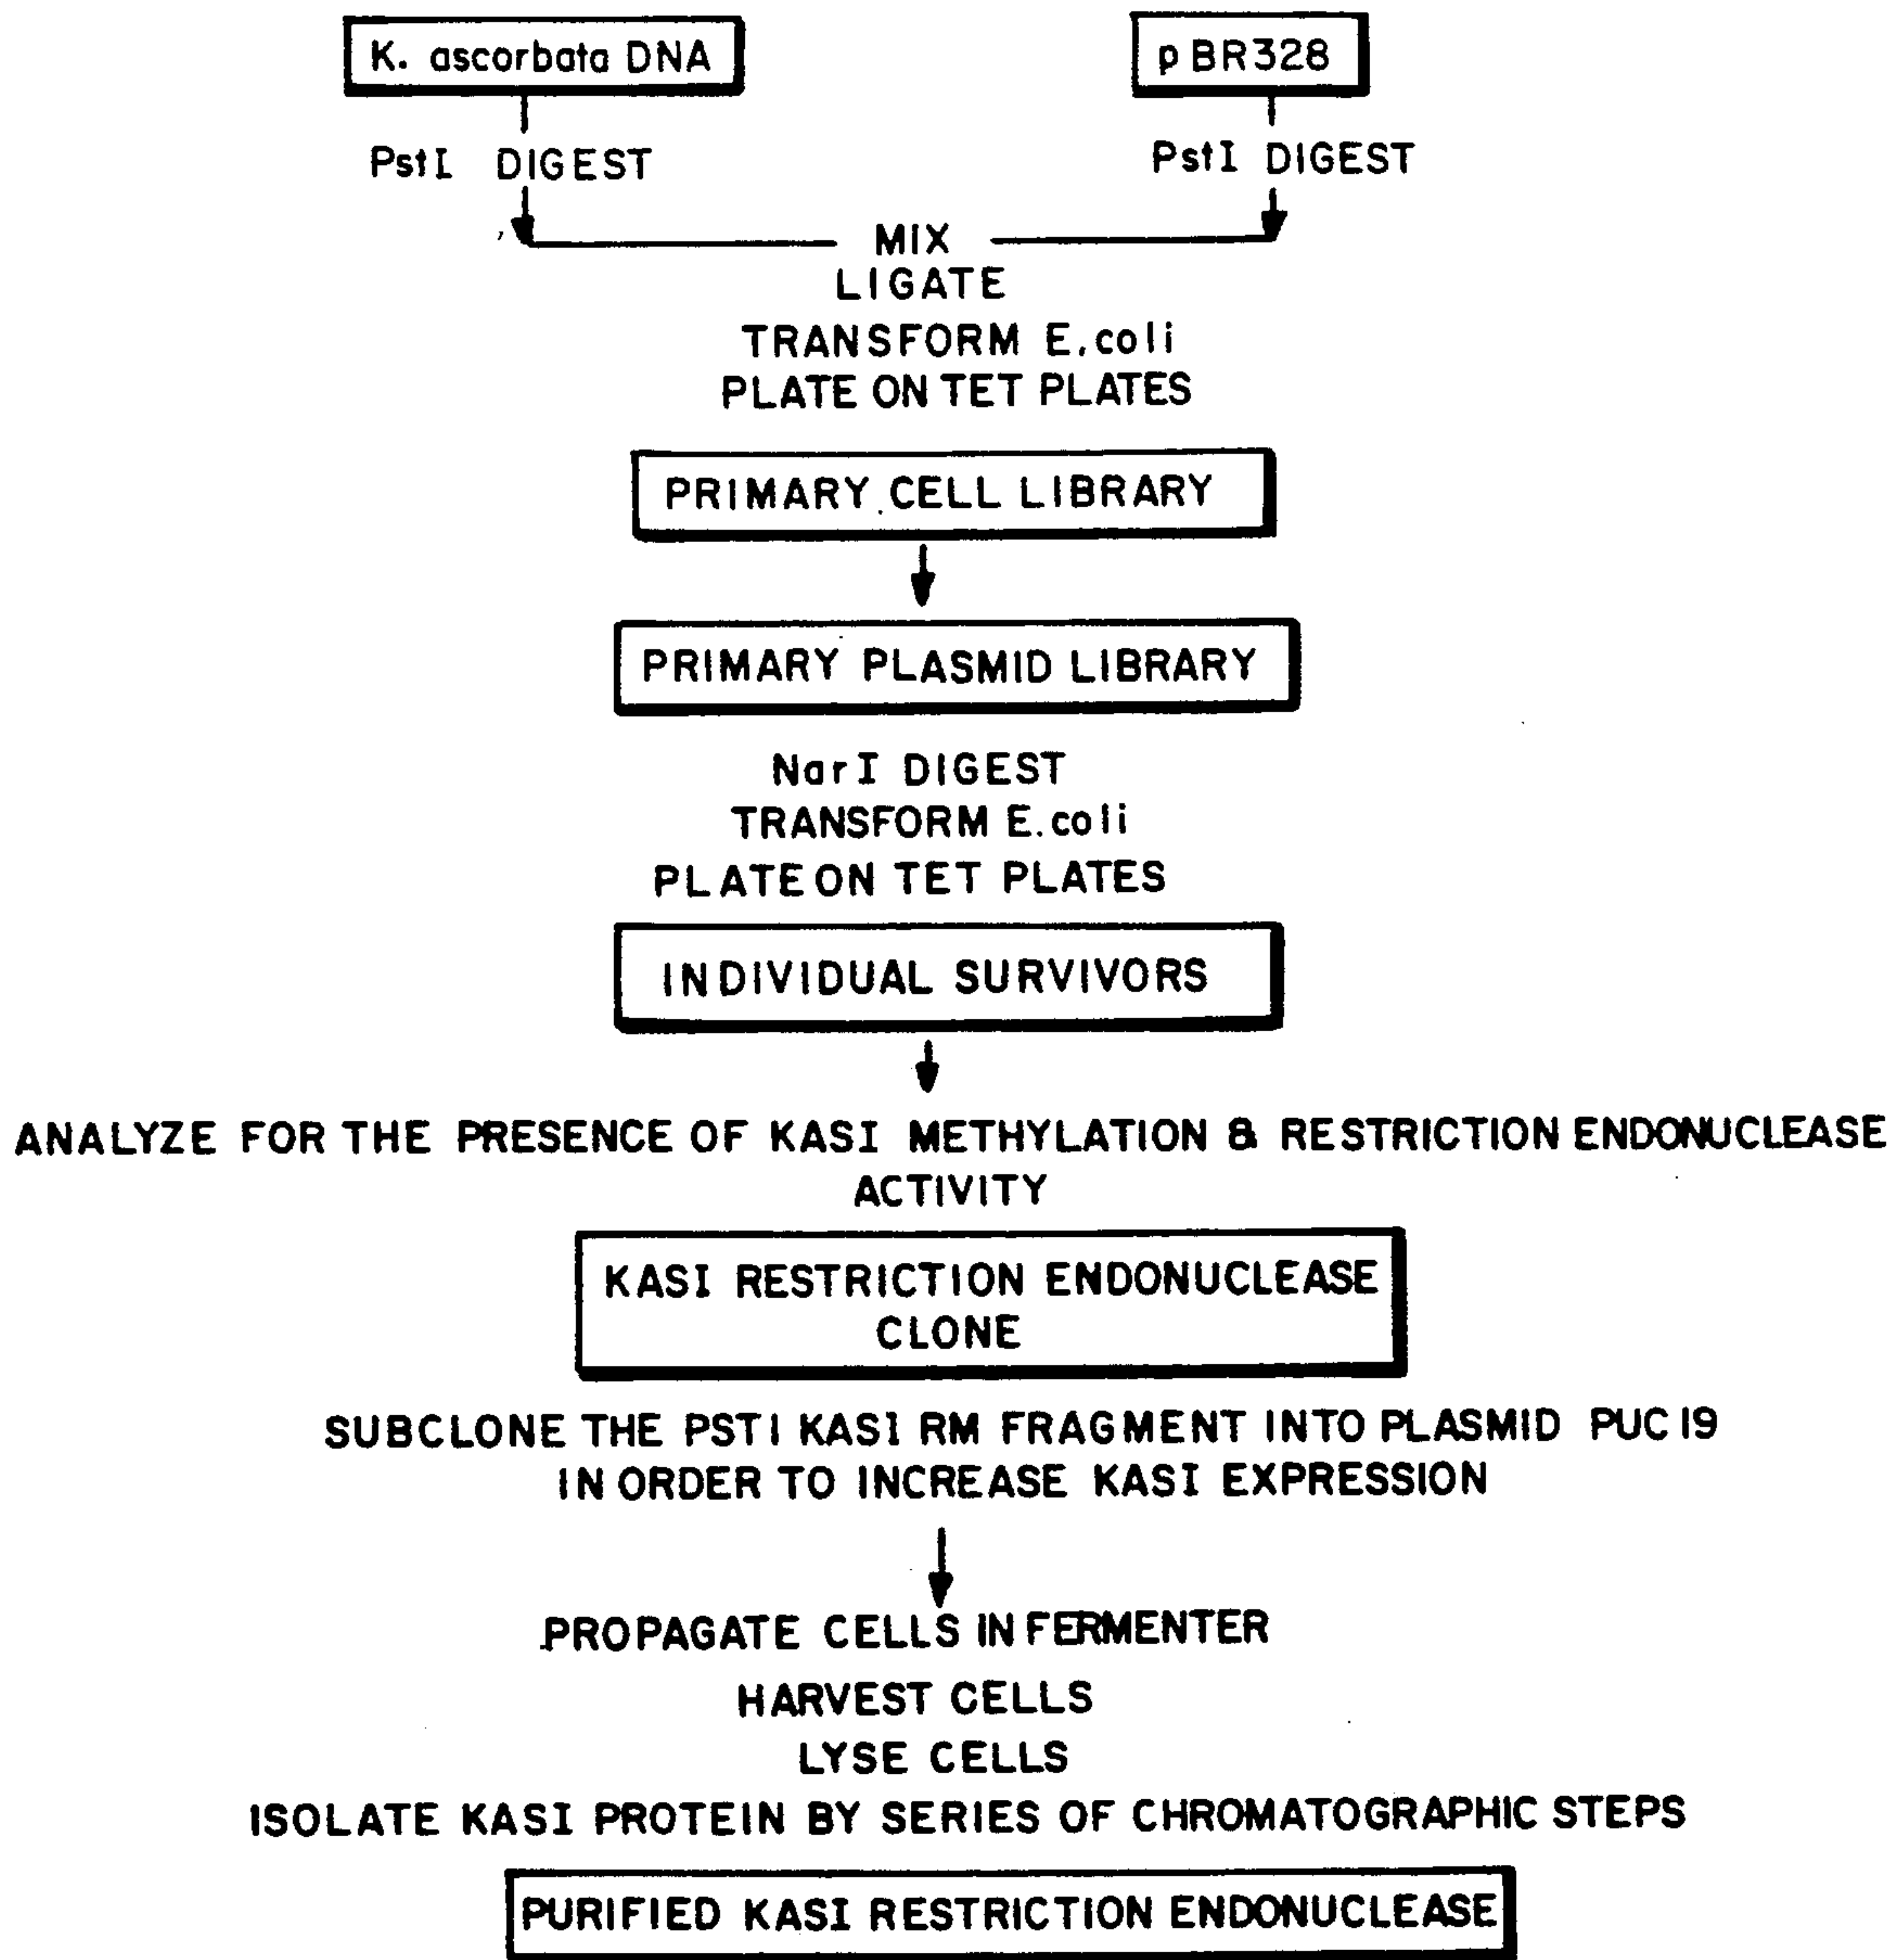 K. ascorbata DNA
pBR328
PstI DIGEST
PstI DIGEST
MIX
LIGATE
TRANSFORM E.coli
PLATE ON TET PLATES
PRIMARY CELL LIBRARY
PRIMARY PLASMID LIBRARY
NarI DIGEST
TRANSFORM E.coli
PLATE ON TET PLATES
INDIVIDUAL SURVIVORS
ANALYZE FOR THE PRESENCE OF KASI METHYLATION & RESTRICTION ENDONUCLEASE
ACTIVITY
KASI RESTRICTION ENDONUCLEASE
CLONE
SUBCLONE THE PSTI KASI RM FRAGMENT INTO PLASMID PUC19
IN ORDER TO INCREASE KASI EXPRESSION
PROPAGATE CELLS IN FERMENTER
HARVEST CELLS
LYSE CELLS
ISOLATE KASI PROTEIN BY SERIES OF CHROMATOGRAPHIC STEPS
PURIFIED KASI RESTRICTION ENDONUCLEASE